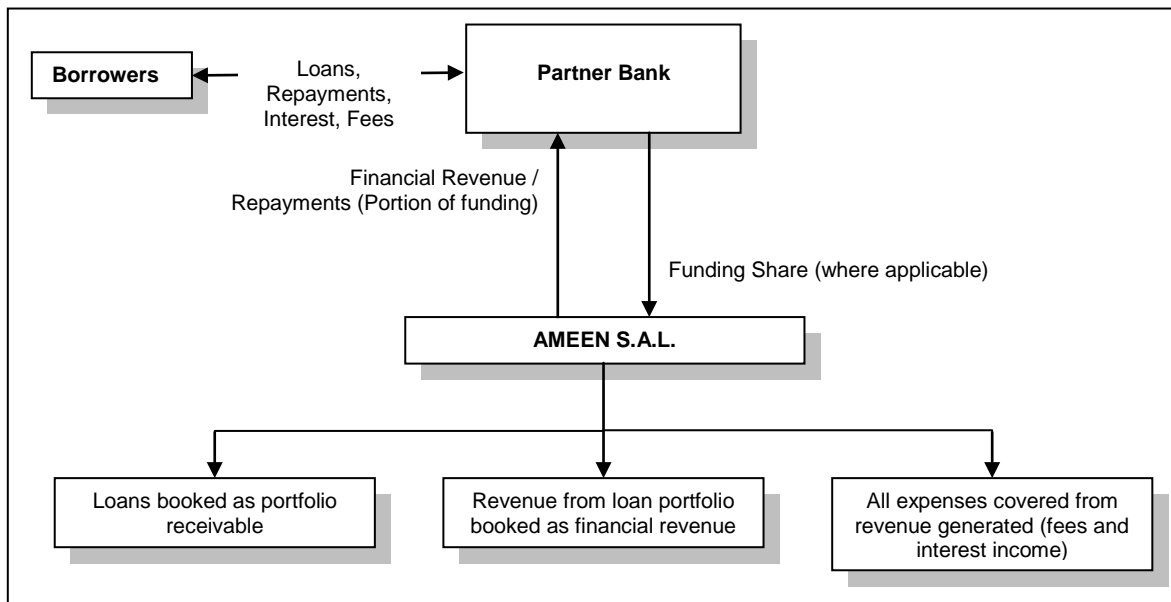 Borrowers
Loans,
Repayments,
Interest, Fees
Partner Bank
Financial Revenue /
Repayments (Portion of funding)
Funding Share (where applicable)
AMEEN S.A.L.
Loans booked as portfolio
receivable
Revenue from loan portfolio
booked as financial revenue
All expenses covered from
revenue generated (fees and
interest income)